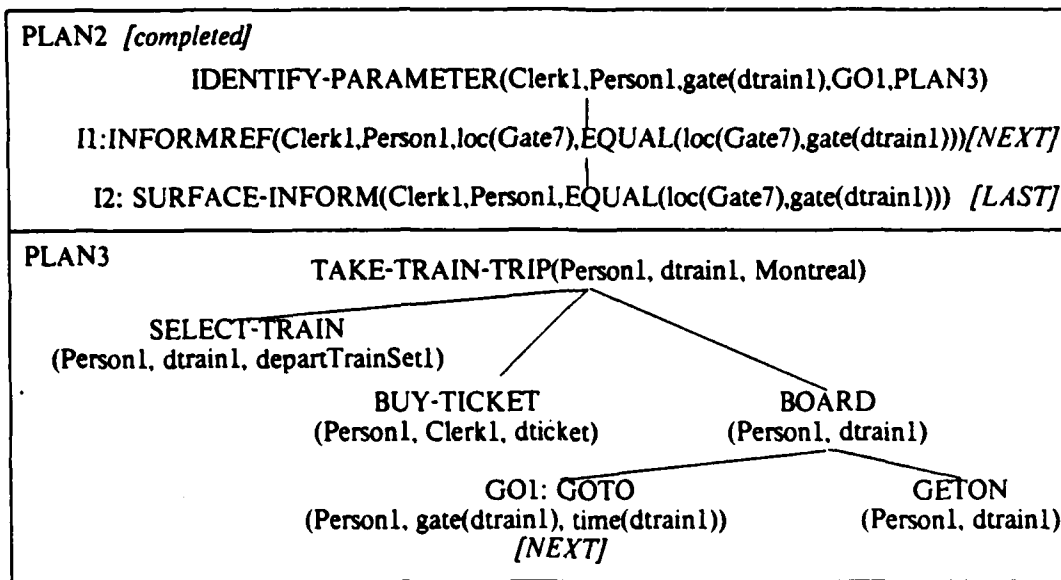 PLAN2 [completed]
IDENTIFY-PARAMETER(Clerk1,Person1,gate(dtrain1),GO1,PLAN3)
I1:INFORMREF(Clerk1,Person1,loc(Gate7),EQUAL(loc(Gate7),gate(dtrain1)))[NEXT]
I2: SURFACE-INFORM(Clerk1,Person1,EQUAL(loc(Gate7),gate(dtrain1))) [LAST]
PLAN3
TAKE-TRAIN-TRIP(Person1, dtrain1, Montreal)
SELECT-TRAIN
(Person1, dtrain1, departTrainSet1)
BUY-TICKET
(Person1, Clerk1, dticket)
BOARD
(Person1, dtrain1)
GO1: GOTO
(Person1, gate(dtrain1), time(dtrain1))
[NEXT]
GETON
(Person1, dtrain1)